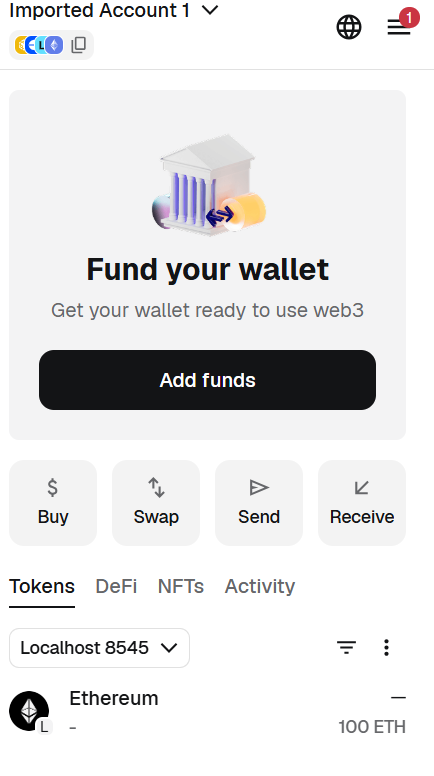 Imported Account 1
1
L
Fund your wallet
Get your wallet ready to use web3
Add funds
$
Buy
Swap
Send
Receive
Tokens DeFi NFTs Activity
Localhost 8545
Ethereum —
L
- 100 ETH